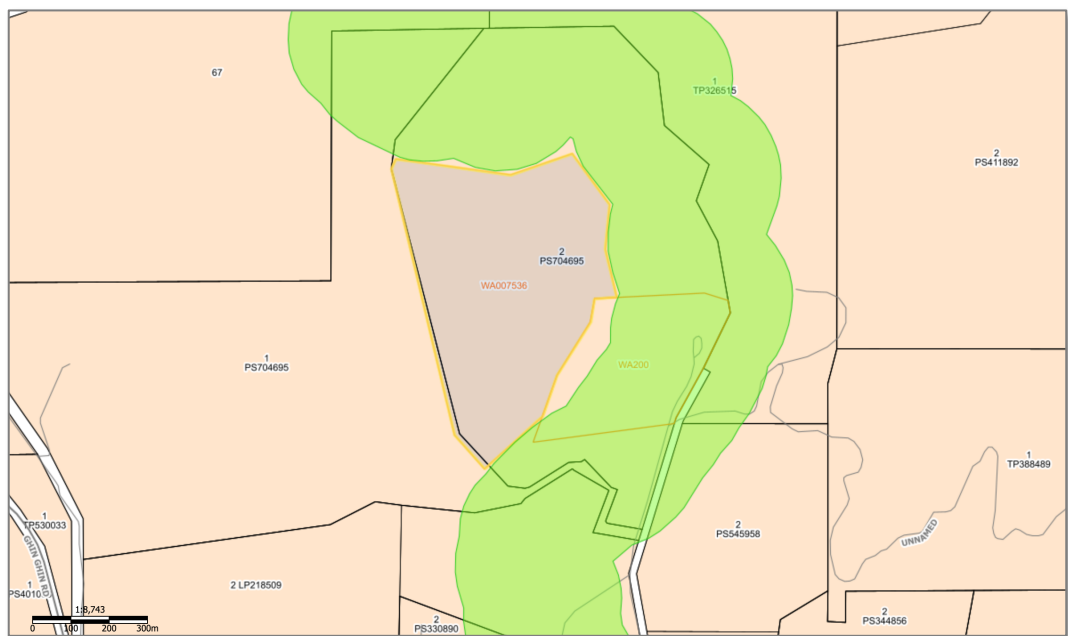 67
1
TP326515
2
PS411892
2
PS704695
WA007536
1
PS704695
WA200
1
TP388489
1
TP530033
2
PS545958
UNNAMED
GHIN GHIN RD
2 LP218509
1
PS4010
2
PS330890
2
PS344856
1:8,743
0 100 200 300m